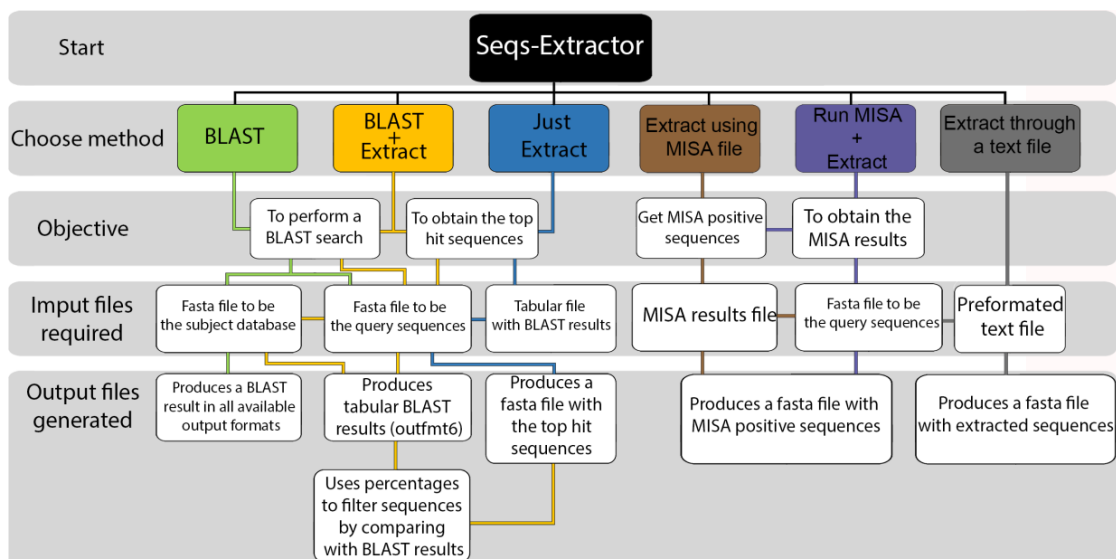 Start
Seqs-Extractor
Choose method
BLAST
BLAST
+
Extract
Just
Extract
Extract using
MISA file
Run MISA
+
Extract
Extract through
a text file
Objective
To perform a
BLAST search
To obtain the top
hit sequences
Get MISA positive
sequences
To obtain the
MISA results
Imput files
required
Fasta file to be
the subject database
Fasta file to be
the query sequences
Tabular file
with BLAST results
MISA results file
Fasta file to be
the query sequences
Preformated
text file
Output files
generated
Produces a BLAST
result in all available
output formats
Produces
tabular BLAST
results (outfmt6)
Produces a
fasta file with
the top hit
sequences
Produces a fasta file with
MISA positive sequences
Produces a fasta file
with extracted sequences
Uses percentages
to filter sequences
by comparing
with BLAST results